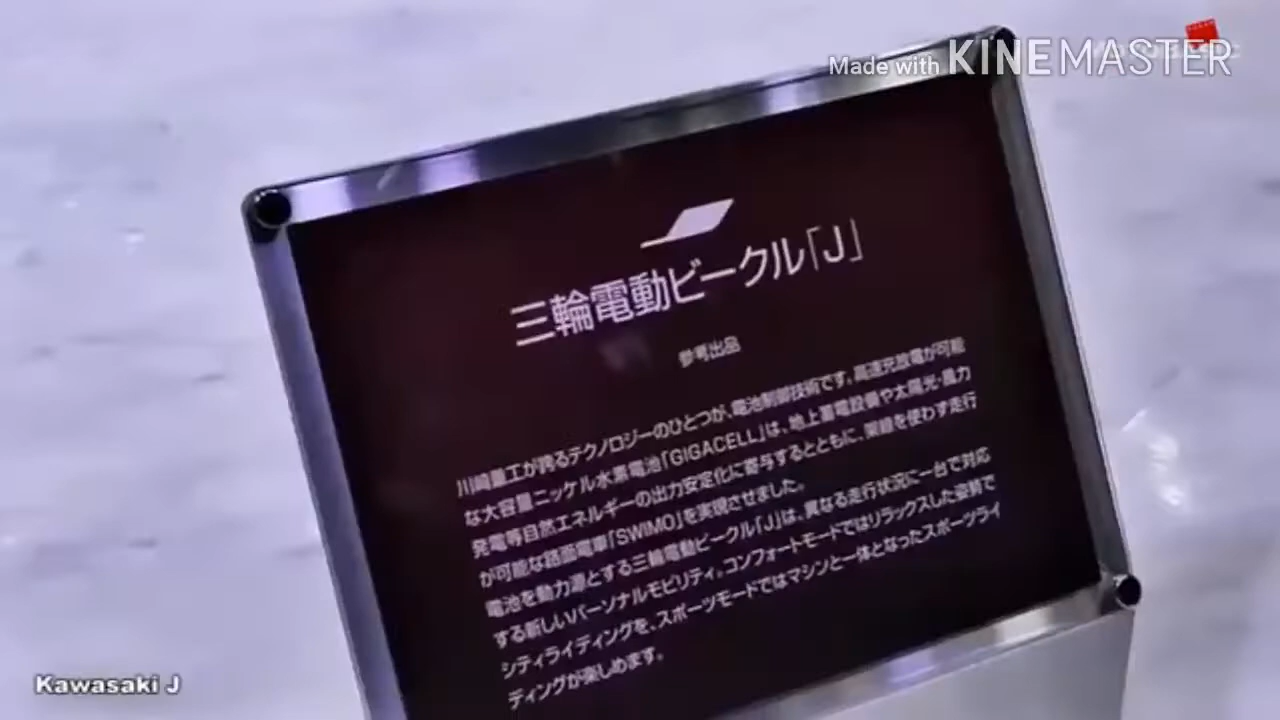 Made with KINEMASTER
三輪電動ビークル「J」
参考出品
川崎重工が誇るテクノロジーのひとつが、電池制御技術です。高速充放電が可能
な大容量ニッケル水素電池「GIGACELL」は、地上蓄電設備や太陽光・風力
発電等自然エネルギーの出力安定化に寄与するとともに、架線を使わず走行
が可能な路面電車「SWIMO」を実現させました。
電池を動力源とする三輪電動ビークル「J」は、異なる走行状況に一台で対応
する新しいパーソナルモビリティ。コンフォートモードではリラックスした姿勢で
シティライディングを、スポーツモードではマシンと一体となったスポーツライ
ディングが楽しめます。
Kawasaki J